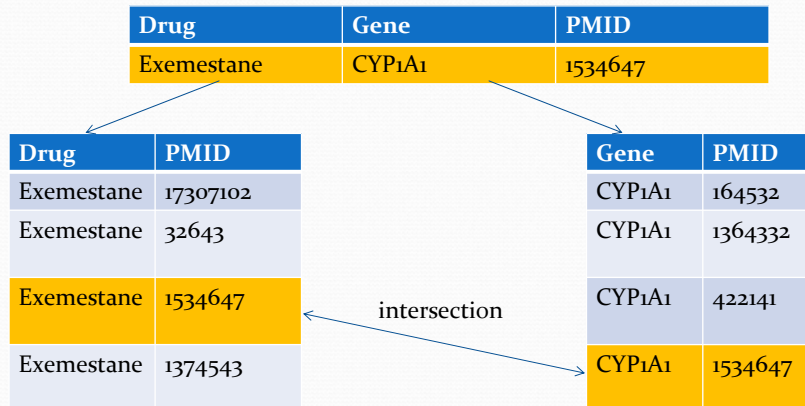 Drug Gene PMID
Exemestane CYP1A1 1534647
Drug PMID
Exemestane 17307102
Exemestane 32643
Exemestane 1534647
Exemestane 1374543
intersection
Gene PMID
CYP1A1 164532
CYP1A1 1364332
CYP1A1 422141
CYP1A1 1534647